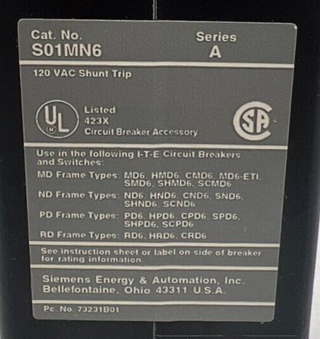 Cat. No. Series
S01MN6 A
120 VAC Shunt Trip
UL Listed
423X
Circuit Breaker Accessory
SA
Use in the following I-T-E Circuit Breakers
and Switches:
MD Frame Types: MD6, HMD6, CMD6, MD6-ETI,
SMD6, SHMD6, SCMD6
ND Frame Types: ND6, HND6, CND6, SND6,
SHND6, SCND6
PD Frame Types: PD6, HPD6, CPD6, SPD6,
SHPD6, SCPD6
RD Frame Types: RD6, HRD6, CRD6
See instruction sheet or label on side of breaker
for rating information.
Siemens Energy & Automation, Inc.
Bellefontaine, Ohio 43311 U.S.A.
Pc. No. 73231B01